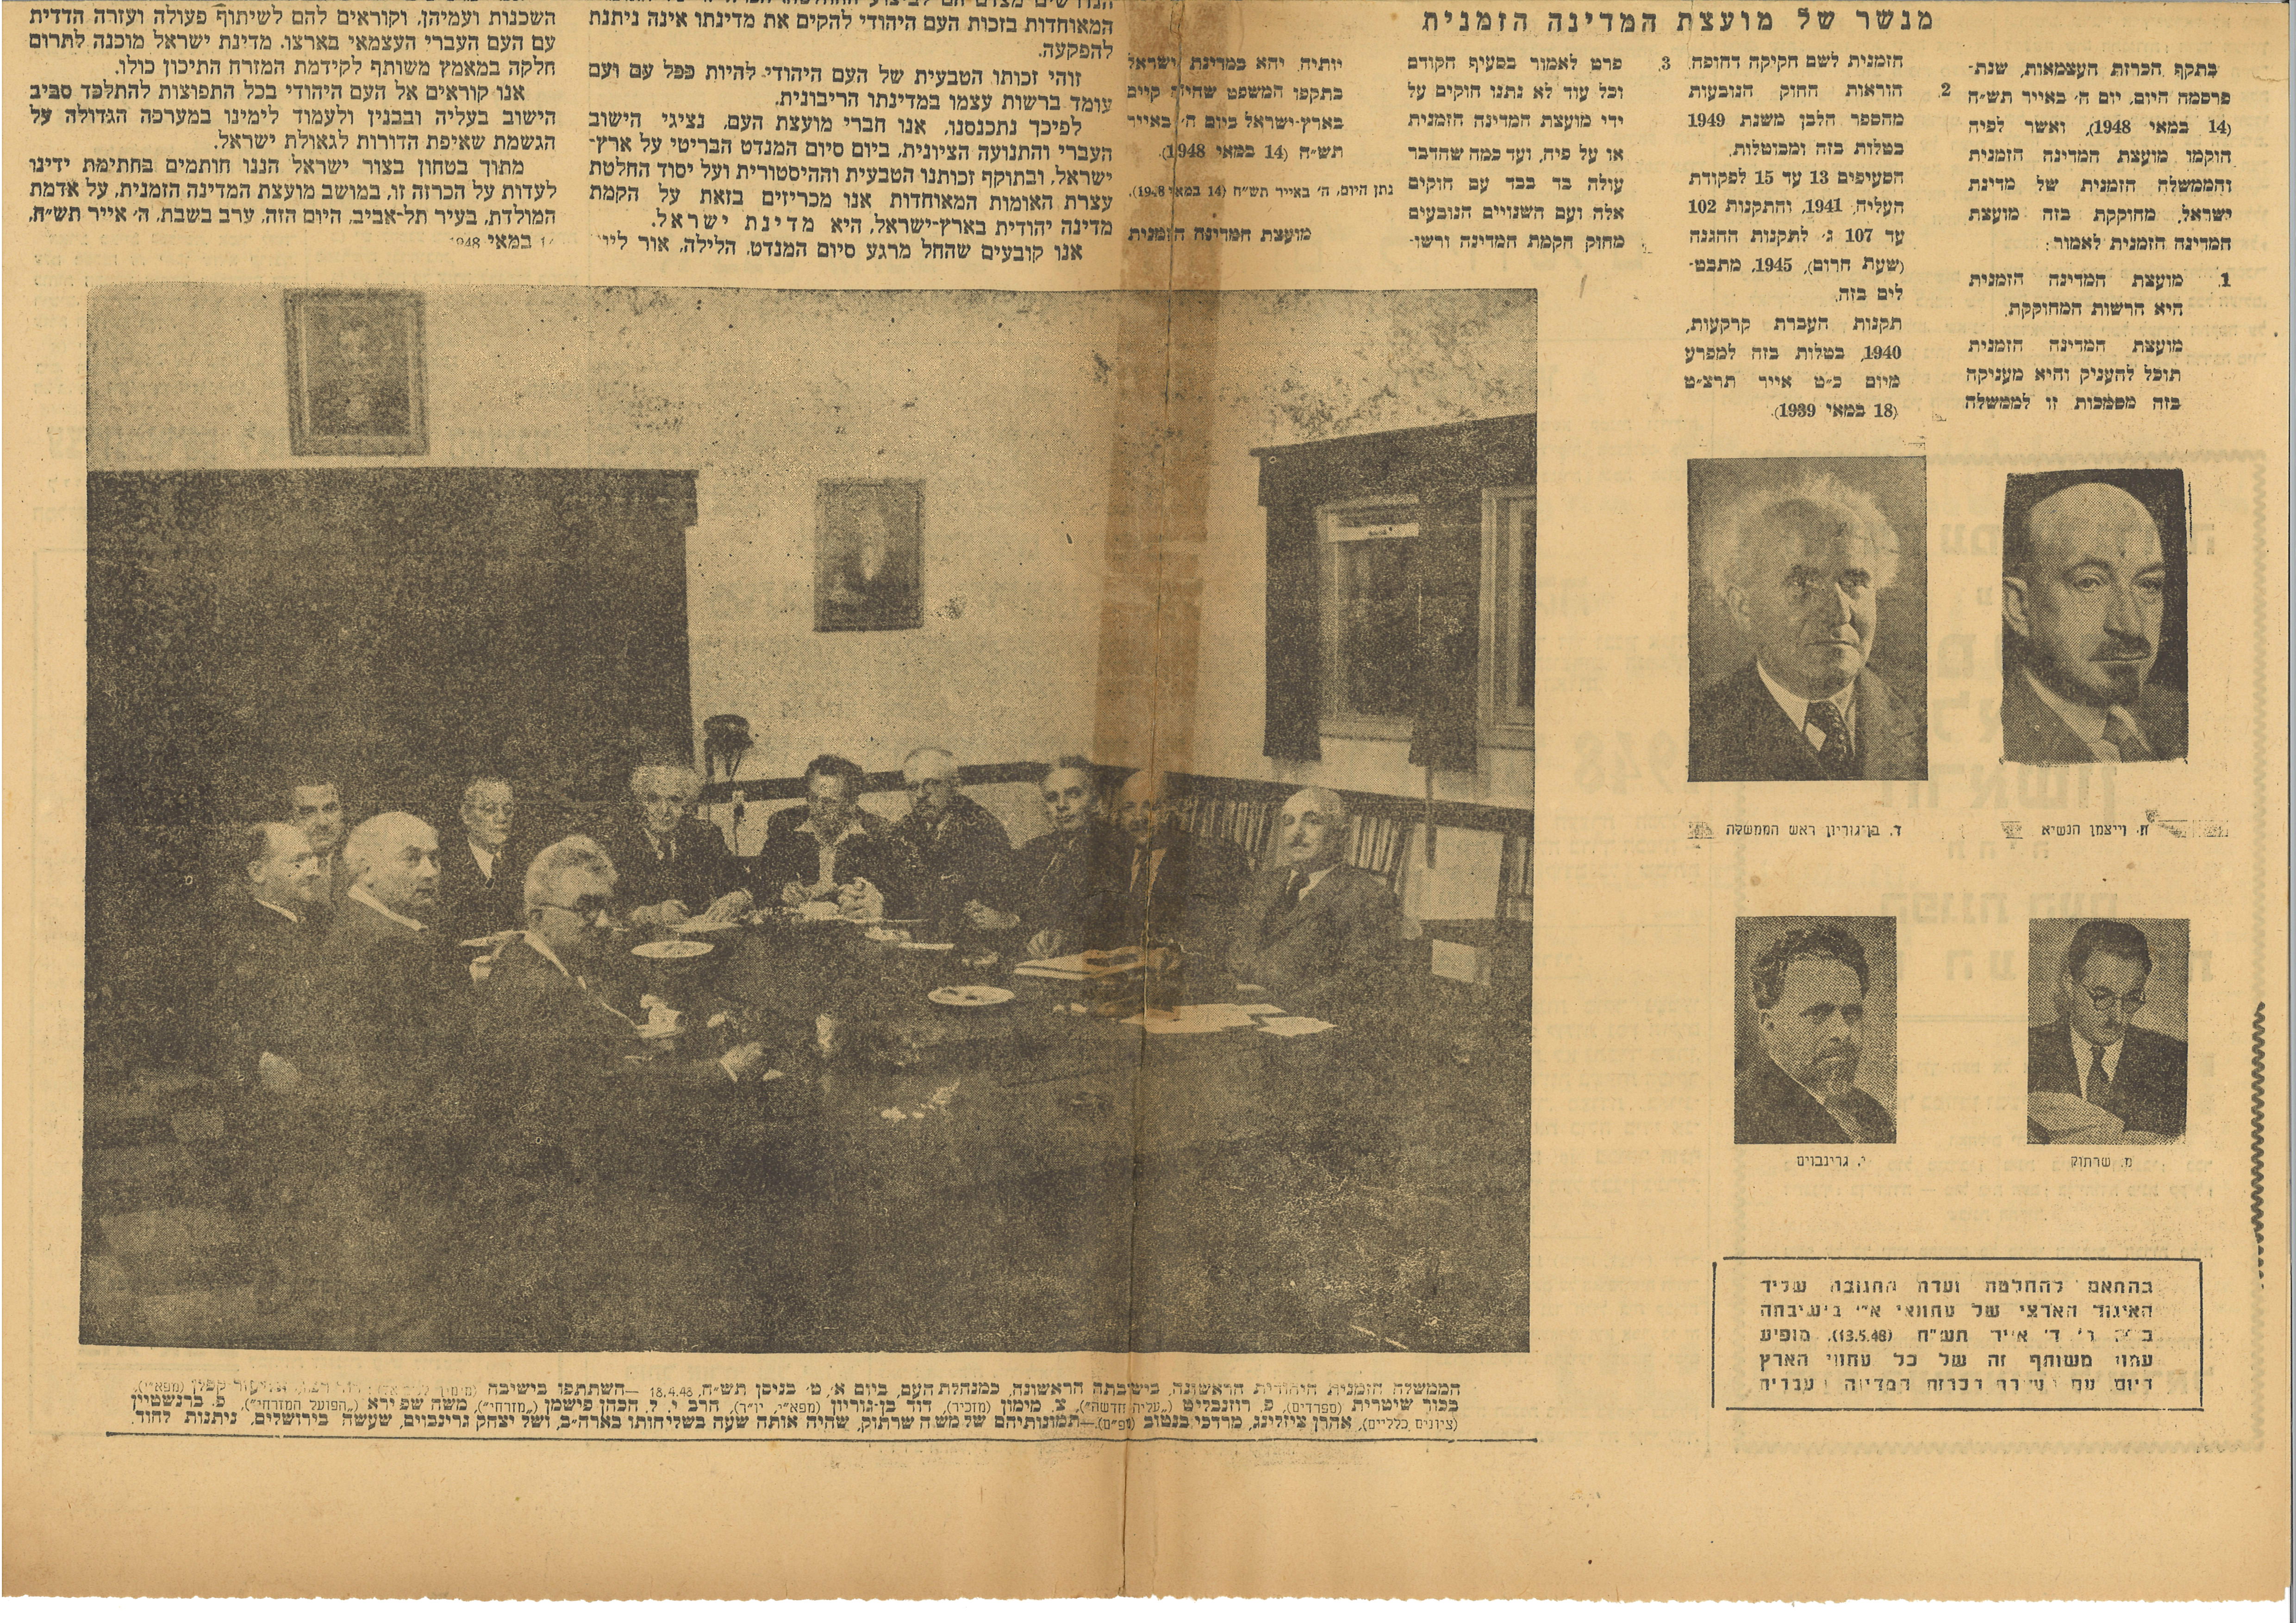 מנשר של מועצת המדינה הזמנית
בתקף הכרזת העצמאות, שנת-
פרסמה היום, יום ה׳ באייר תש״ח
(14 במאי 1948), ואשר לפיה
הוקמו מועצת המדינה הזמנית
והממשלה הזמנית של מדינת
ישראל, מחוקקת בזה מועצת
המדינה הזמנית לאמור:
1. מועצת המדינה הזמנית
היא הרשות המחוקקת.
מועצת המדינה הזמנית
תוכל להעניק והיא מעניקה
בזה מסמכות זו לממשלה
הזמנית לשם חקיקה דחופה.
2. הוראות החוק הנובעות
מהספר הלבן משנת 1949
בטלות בזה ומבוטלות.
הסעיפים 13 עד 15 לפקודת
העליה, 1941, והתקנות 102
עד 107 ג׳ לתקנות ההגנה
(שעת חרום), 1945, מתבט-
לים בזה.
תקנות העברת קרקעות,
1940, בטלות בזה למפרע
מיום כ״ט אייר תרצ״ט
(18 במאי 1939).
3. פרט לאמור בסעיף הקודם
וכל עוד לא נתנו חוקים על
ידי מועצת המדינה הזמנית
או על פיה, ועד כמה שהדבר
עולה בד בבד עם חוקים
אלה ועם השנויים הנובעים
מחוק הקמת המדינה ורשו-
יותיה, יהא במדינת ישראל
בתקפו המשפט שהיה קיים
בארץ-ישראל ביום ה׳ באייר
תש״ח (14 במאי 1948).
נתן היום, ה׳ באייר תש״ח (14 במאי 1948).
מועצת המדינה הזמנית
המאוחדות בזכות העם היהודי להקים את מדינתו אינה ניתנת
להפקעה.
זוהי זכותו הטבעית של העם היהודי להיות ככל עם ועם
עומד ברשות עצמו במדינתו הריבונית.
לפיכך נתכנסנו, אנו חברי מועצת העם, נציגי הישוב
העברי והתנועה הציונית, ביום סיום המנדט הבריטי על ארץ-
ישראל, ובתוקף זכותנו הטבעית וההיסטורית ועל יסוד החלטת
עצרת האומות המאוחדות אנו מכריזים בזאת על הקמת
מדינה יהודית בארץ-ישראל, היא מדינת ישראל.
אנו קובעים שהחל מרגע סיום המנדט, הלילה, אור ליו׳
השכנות ועמיהן, וקוראים להם לשיתוף פעולה ועזרה הדדית
עם העם העברי העצמאי בארצו. מדינת ישראל מוכנה לתרום
חלקה במאמץ משותף לקידמת המזרח התיכון כולו.
אנו קוראים אל העם היהודי בכל התפוצות להתלכד סביב
הישוב בעליה ובבנין ולעמוד לימינו במערכה הגדולה על
הגשמת שאיפת הדורות לגאולת ישראל.
מתוך בטחון בצור ישראל הננו חותמים בחתימת ידינו
לעדות על הכרזה זו, במושב מועצת המדינה הזמנית, על אדמת
המולדת, בעיר תל-אביב, היום הזה, ערב בשבת, ה׳ אייר תש״ח,
14 במאי 1948
ח. וייצמן הנשיא
ד. בן-גוריון ראש הממשלה
מ. שרתוק
י. גרינבוים
בהתאם להחלטת ועדת התגובה שליד
האיגוד הארצי של עתונאי א״י בישיבתה
ד׳ אייר תש״ח (13.5.48), מופיע
עתון משותף זה של כל עתוני הארץ
היום, עם הכרזת המדינה העברית
הממשלה הזמנית היהודית הראשונה, בישיבתה הראשונה, כמנהלת העם, ביום א׳, ט׳ בניסן תש״ח, 18.4.48 — השתתפו בישיבה (מימין לשמאל): קפלן (מפא״י),
בכור שיטרית (ספרדים), פ. רוזנבליט („עליה חדשה״), צ. מימון (מזכיר), דוד בן-גוריון (מפא״י, יו״ר), הרב י. ל. הכהן פישמן („מזרחי״), משה שפירא („הפועל המזרחי״), פ. ברנשטיין
(ציונים כלליים), אהרן ציזלינג, מרדכי בנטוב (מפ״ם). — תמונותיהם של משה שרתוק, שהיה אותה שעה בשליחותו בארה״ב, ושל יצחק גרינבוים, שעשה בירושלים, ניתנות לחוד.